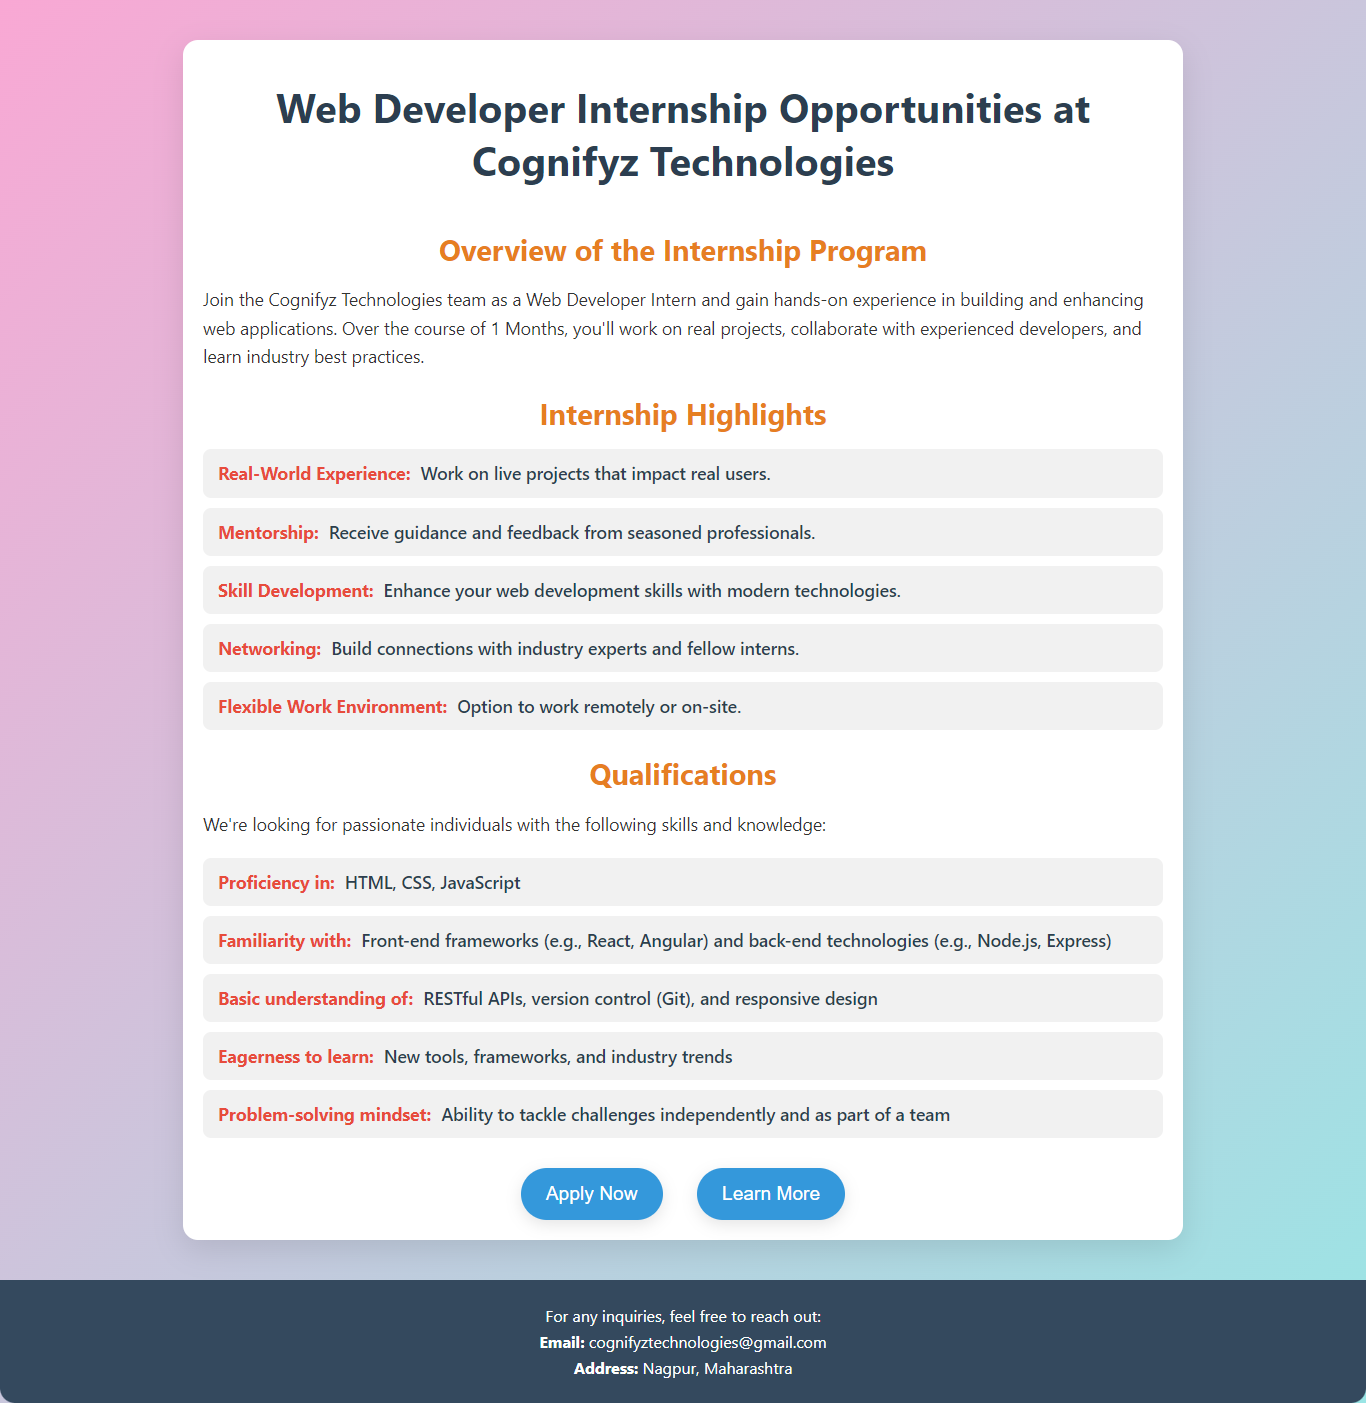 Web Developer Internship Opportunities at
Cognifyz Technologies
Overview of the Internship Program
Join the Cognifyz Technologies team as a Web Developer Intern and gain hands-on experience in building and enhancing
web applications. Over the course of 1 Months, you'll work on real projects, collaborate with experienced developers, and
learn industry best practices.
Internship Highlights
Real-World Experience: Work on live projects that impact real users.
Mentorship: Receive guidance and feedback from seasoned professionals.
Skill Development: Enhance your web development skills with modern technologies.
Networking: Build connections with industry experts and fellow interns.
Flexible Work Environment: Option to work remotely or on-site.
Qualifications
We're looking for passionate individuals with the following skills and knowledge:
Proficiency in: HTML, CSS, JavaScript
Familiarity with: Front-end frameworks (e.g., React, Angular) and back-end technologies (e.g., Node.js, Express)
Basic understanding of: RESTful APIs, version control (Git), and responsive design
Eagerness to learn: New tools, frameworks, and industry trends
Problem-solving mindset: Ability to tackle challenges independently and as part of a team
Apply Now Learn More
For any inquiries, feel free to reach out:
Email: cognifyztechnologies@gmail.com
Address: Nagpur, Maharashtra